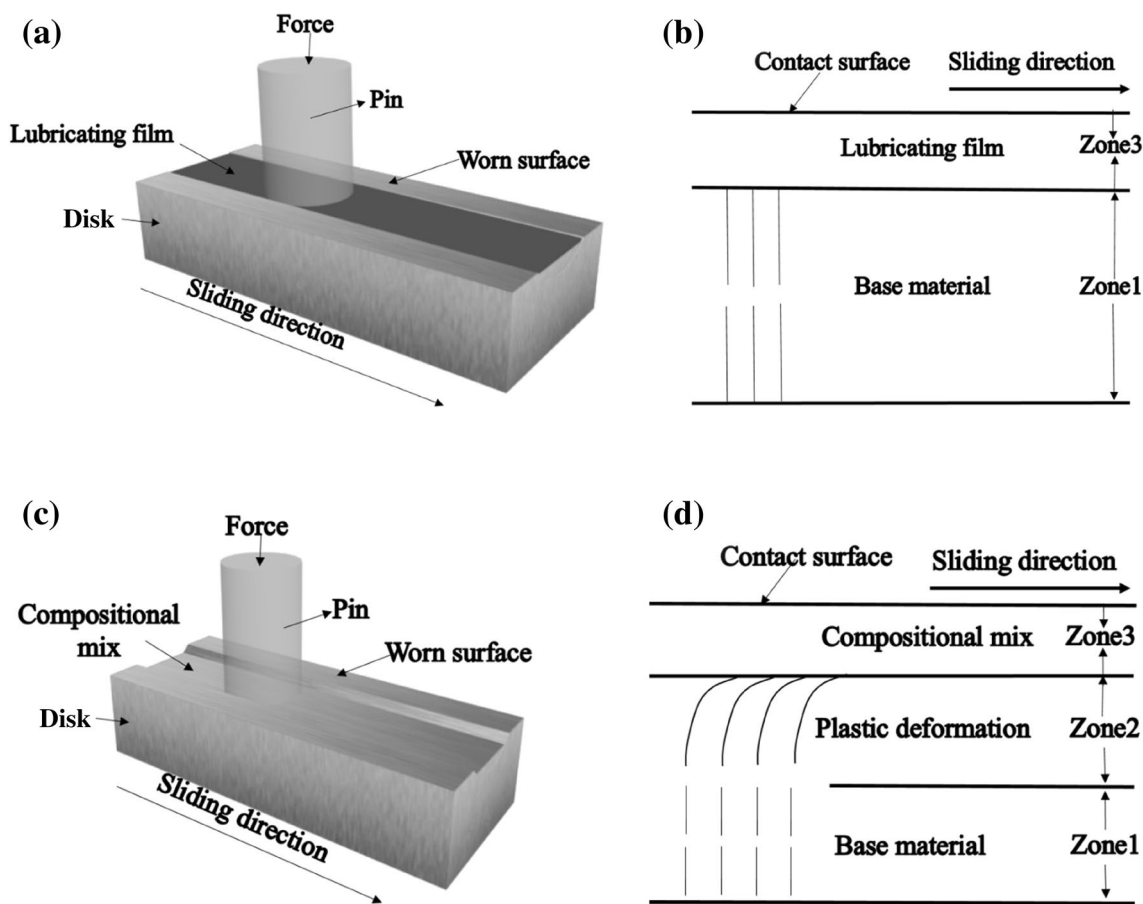 (a)
Force
Pin
Lubricating film
Worn surface
Disk
Sliding direction
(b)
Contact surface
Sliding direction
Lubricating film
Zone3
Base material
Zone1
(c)
Force
Compositional
mix
Pin
Worn surface
Disk
Sliding direction
(d)
Contact surface
Sliding direction
Compositional mix
Zone3
Plastic deformation
Zone2
Base material
Zone1